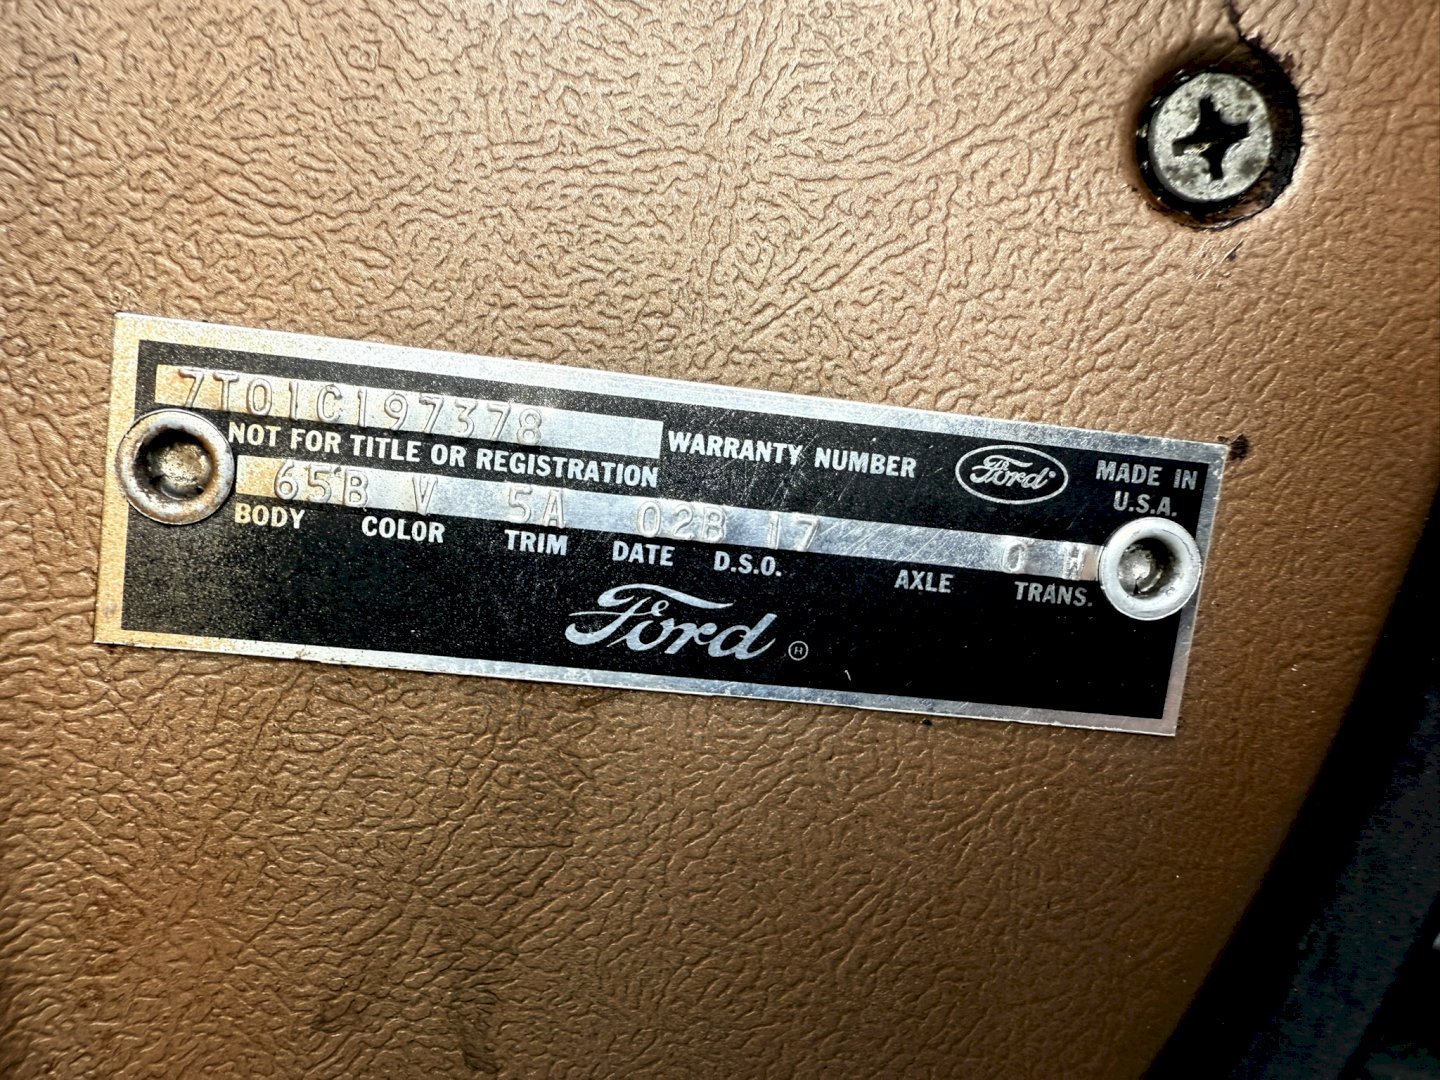 7T01C197378 WARRANTY NUMBER Ford MADE IN
NOT FOR TITLE OR REGISTRATION U.S.A.
65B V 5A 02B 17 0 W
BODY COLOR TRIM DATE D.S.O. AXLE TRANS.
Ford